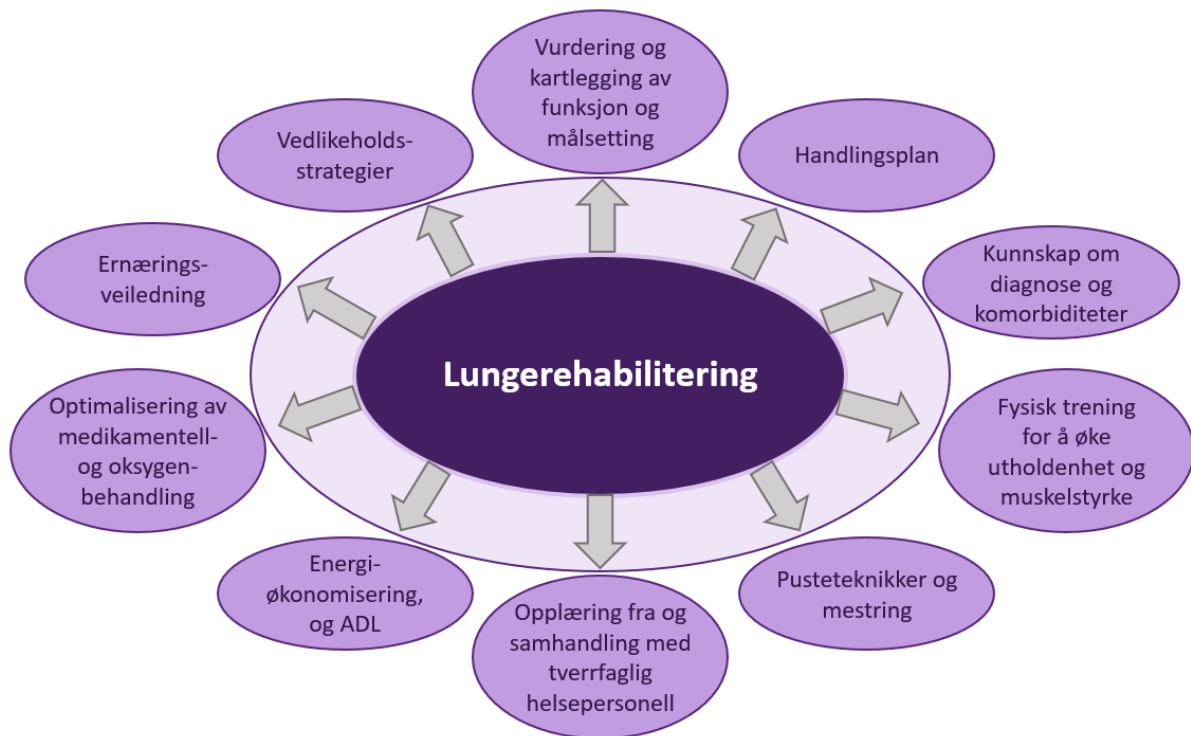 Vurdering og
kartlegging av
funksjon og
målsetting
Handlingsplan
Kunnskap om
diagnose og
komorbiditeter
Fysisk trening
for å øke
utholdenhet og
muskelstyrke
Pusteteknikker og
mestring
Opplæring fra og
samhandling med
tverrfaglig
helsepersonell
Energi-
økonomisering,
og ADL
Optimalisering av
medikamentell-
og oksygen-
behandling
Ernærings-
veiledning
Vedlikeholds-
strategier
Lungerehabilitering